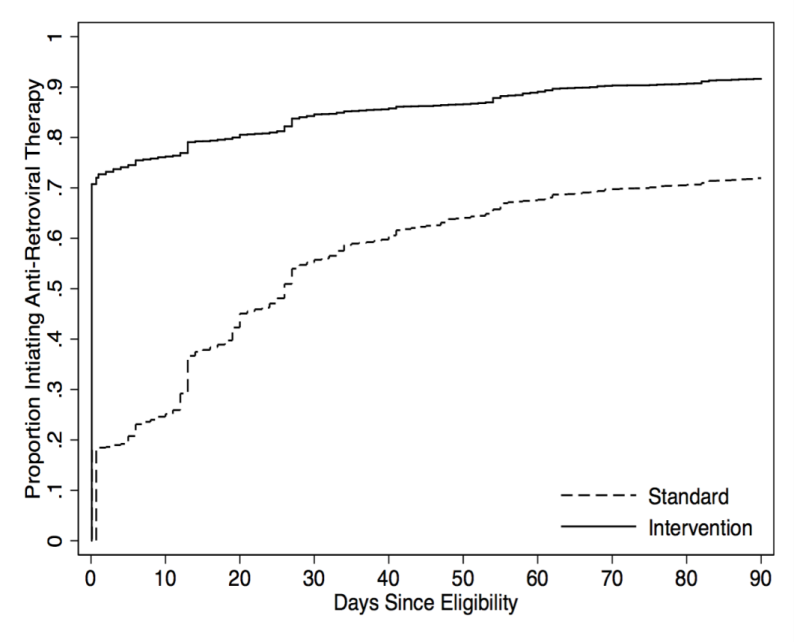 Proportion Intiating Anti-Retroviral Therapy
1
.9
.8
.7
.6
.5
.4
.3
.2
.1
0
Standard
Intervention
0 10 20 30 40 50 60 70 80 90
Days Since Eligibility